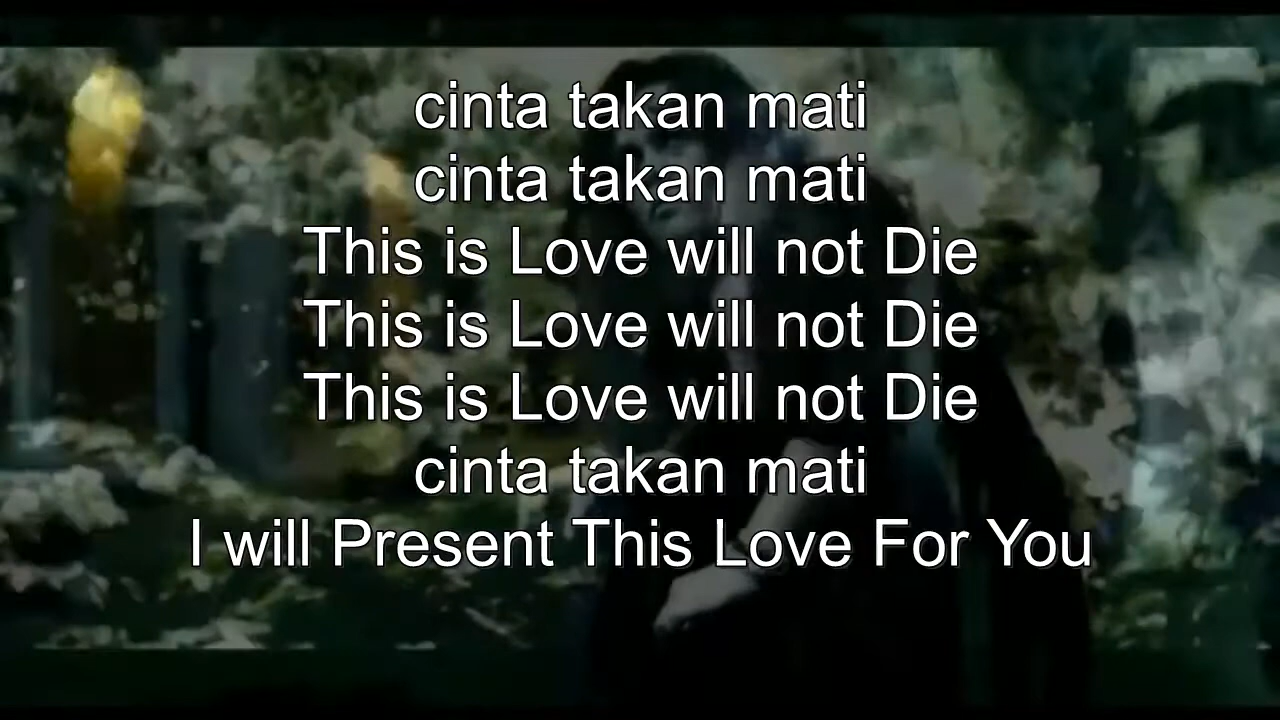 cinta takan mati
cinta takan mati
This is Love will not Die
This is Love will not Die
This is Love will not Die
cinta takan mati
I will Present This Love For You